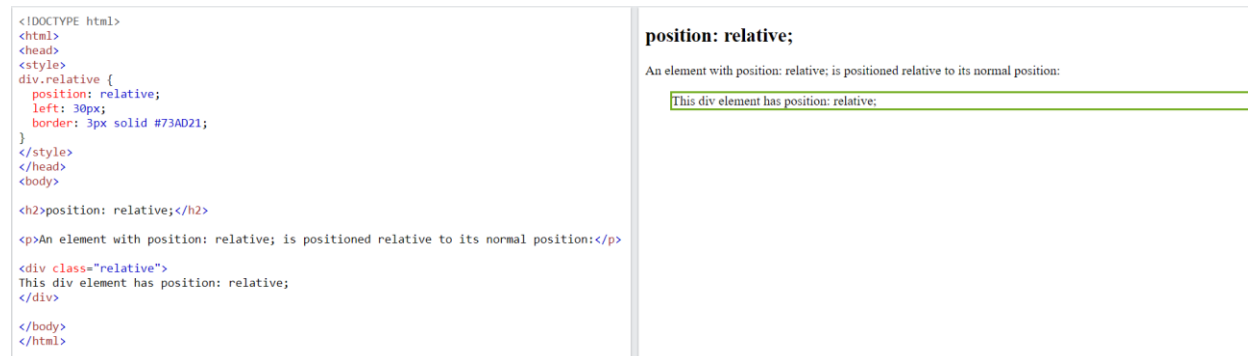 <!DOCTYPE html>
<html>
<head>
<style>
div.relative {
  position: relative;
  left: 30px;
  border: 3px solid #73AD21;
}
</style>
</head>
<body>

<h2>position: relative;</h2>

<p>An element with position: relative; is positioned relative to its normal position:</p>

<div class="relative">
This div element has position: relative;
</div>

</body>
</html>

position: relative;
An element with position: relative; is positioned relative to its normal position:
This div element has position: relative;